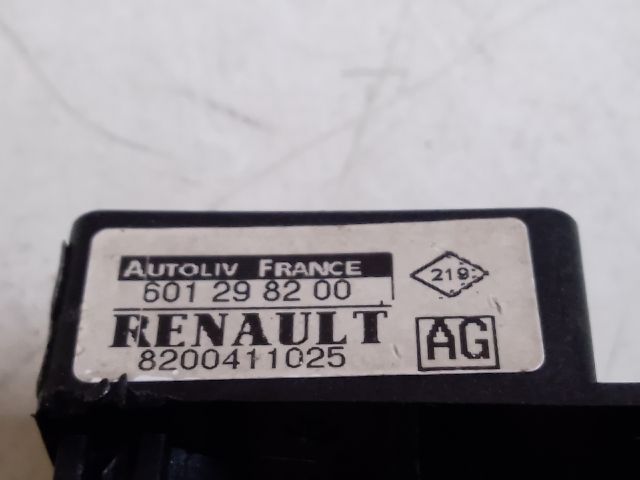 AUTOLIV FRANCE
601 29 82 00
RENAULT
8200411025
219
AG